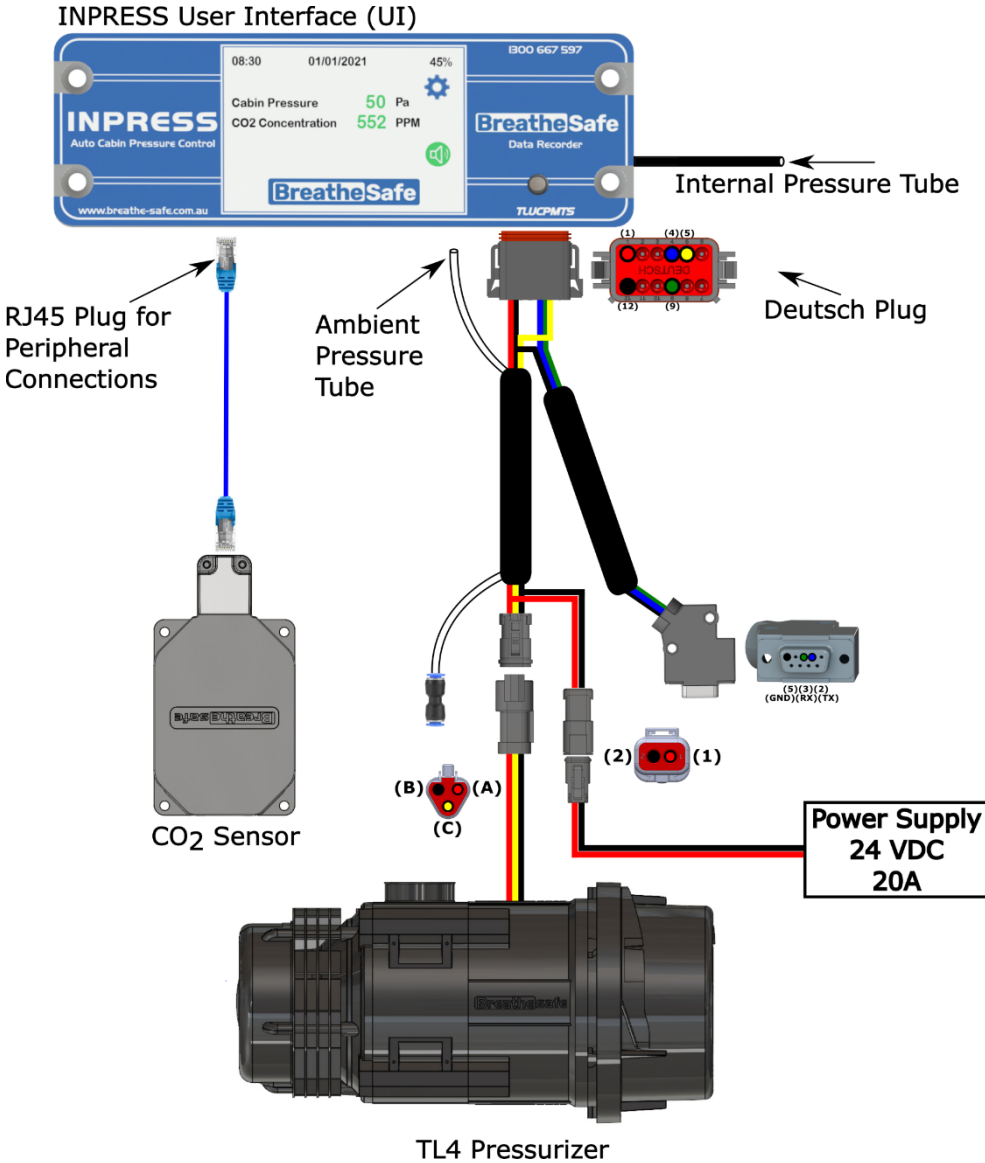 INPRESS User Interface (UI)
1300 667 597
08:30 01/01/2021 45%
Cabin Pressure 50 Pa
CO2 Concentration 552 PPM
INPRESS
Auto Cabin Pressure Control
BreatheSafe
Data Recorder
BreatheSafe
www.breathe-safe.com.au
TLUCPMTS
Internal Pressure Tube
RJ45 Plug for
Peripheral
Connections
Ambient
Pressure
Tube
(1) (4) (5)
DEUTSCH
(12) (9)
Deutsch Plug
(5)(3)(2)
(GND)(RX)(TX)
Breathesafe
CO2 Sensor
(B) (A)
(C)
(2) (1)
Power Supply
24 VDC
20A
Breathesafe
TL4 Pressurizer